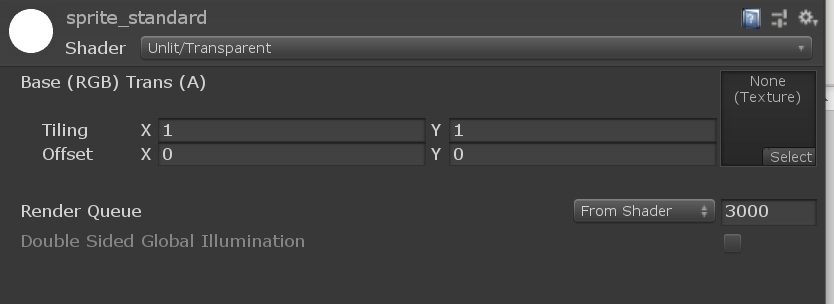 sprite_standard
Shader Unlit/Transparent
Base (RGB) Trans (A)
None
(Texture)
Tiling X 1 Y 1
Offset X 0 Y 0
Select
Render Queue From Shader 3000
Double Sided Global Illumination